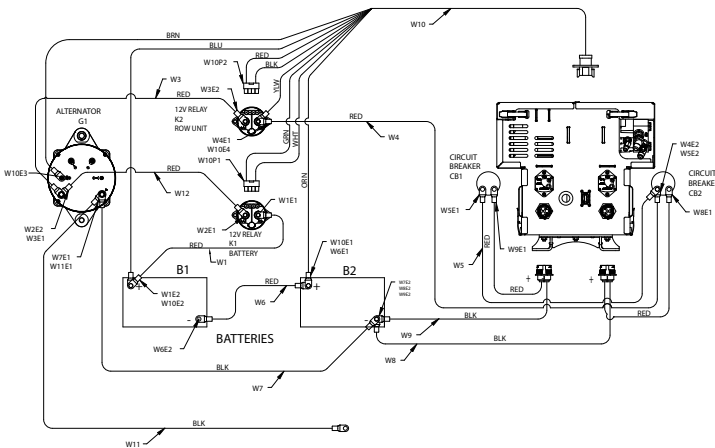 BRN
W10
BLU
RED
BLK
W10P2
W3
W3E2
RED
YLW
ALTERNATOR
G1
12V RELAY
K2
ROW UNIT
RED
W4
W4E1
W10E4
W10P1
GRN
WHT
W10E3
RED
W12
ORN
CIRCUIT
BREAKER
CB1
W4E2
W5E2
CIRCUIT
BREAKE
CB2
W8E1
W5E1
W2E2
W3E1
W2E1
W1E1
12V RELAY
K1
BATTERY
RED
W1
W7E1
W11E1
W10E1
W6E1
RED
W9E1
W5
B1
B2
+
W1E2
W10E2
RED
W6
+
W7E2
W8E2
W9E2
RED
+
+
RED
-
W6E2
-
BATTERIES
BLK
W9
BLK
W8
BLK
W7
BLK
W11